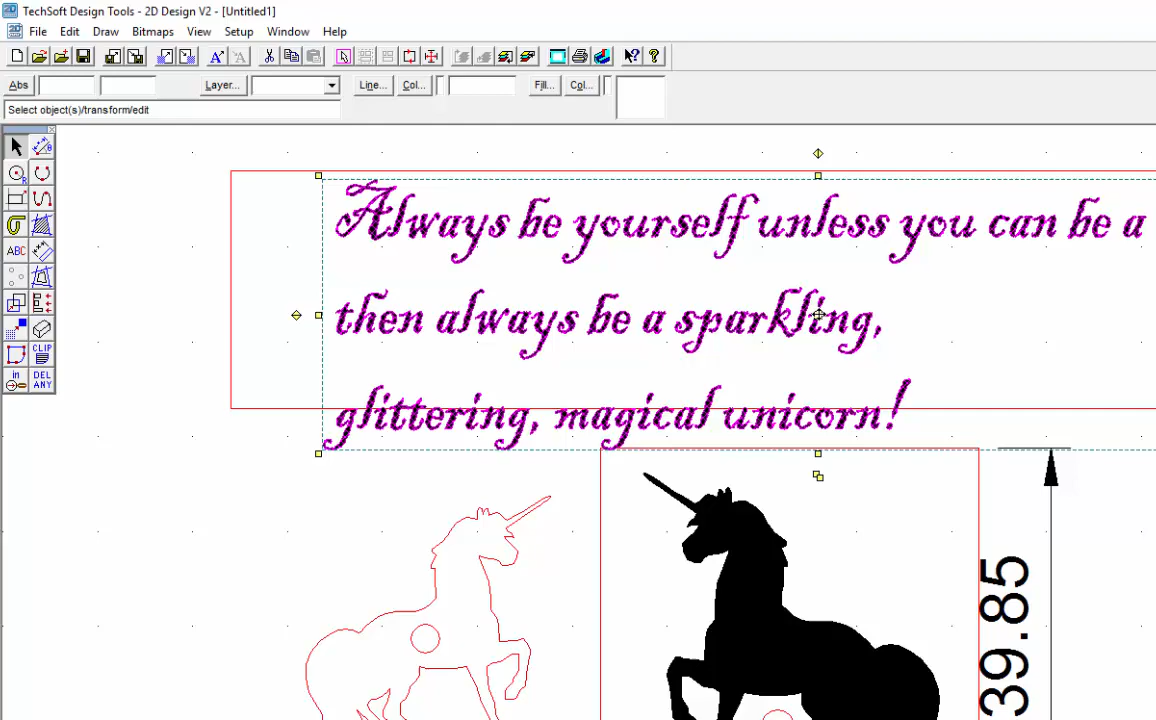 TechSoft Design Tools - 2D Design V2 - [Untitled1]
File Edit Draw Bitmaps View Setup Window Help
Abs Layer... Line... Col... Fill... Col...
Select object(s)/transform/edit
ABC
CLIP
in DEL ANY
Always be yourself unless you can be a
then always be a sparkling,
glittering, magical unicorn!
39.85